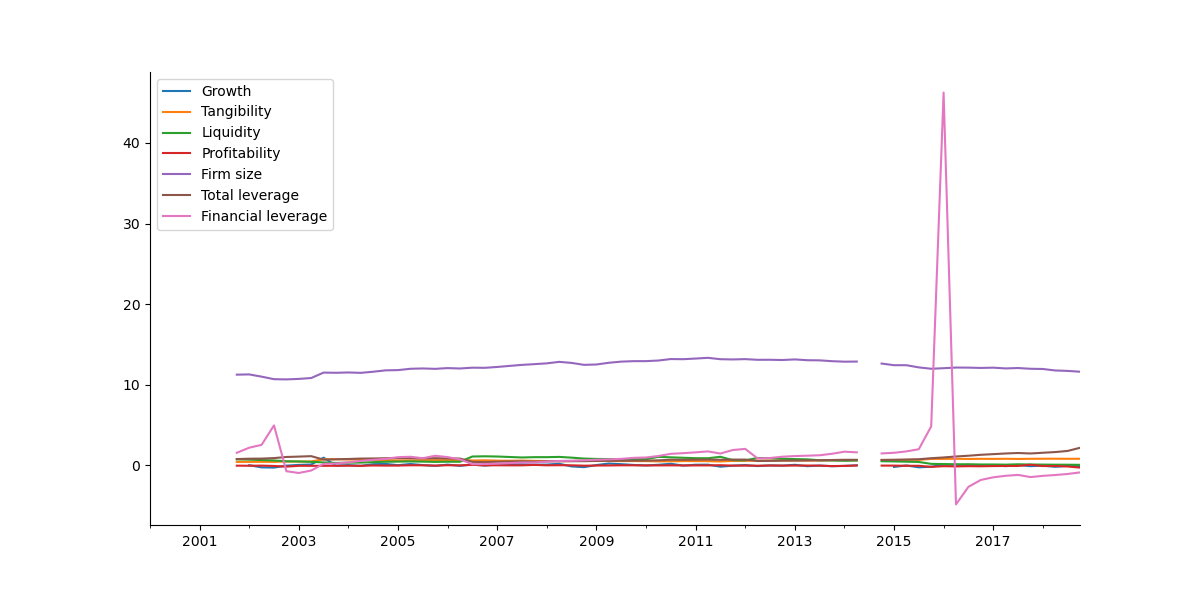 Growth
Tangibility
Liquidity
Profitability
Firm size
Total leverage
Financial leverage
40
30
20
10
0
2001 2003 2005 2007 2009 2011 2013 2015 2017